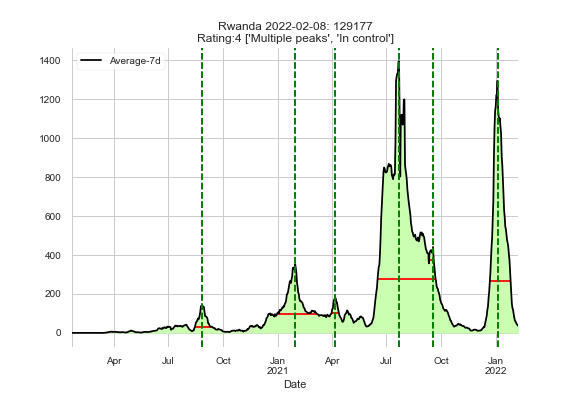 Rwanda 2022-02-08: 129177
Rating:4 ['Multiple peaks', 'In control']
Average-7d
1400
1200
1000
800
600
400
200
0
Apr Jul Oct Jan Apr Jul Oct Jan
2021 2022
Date